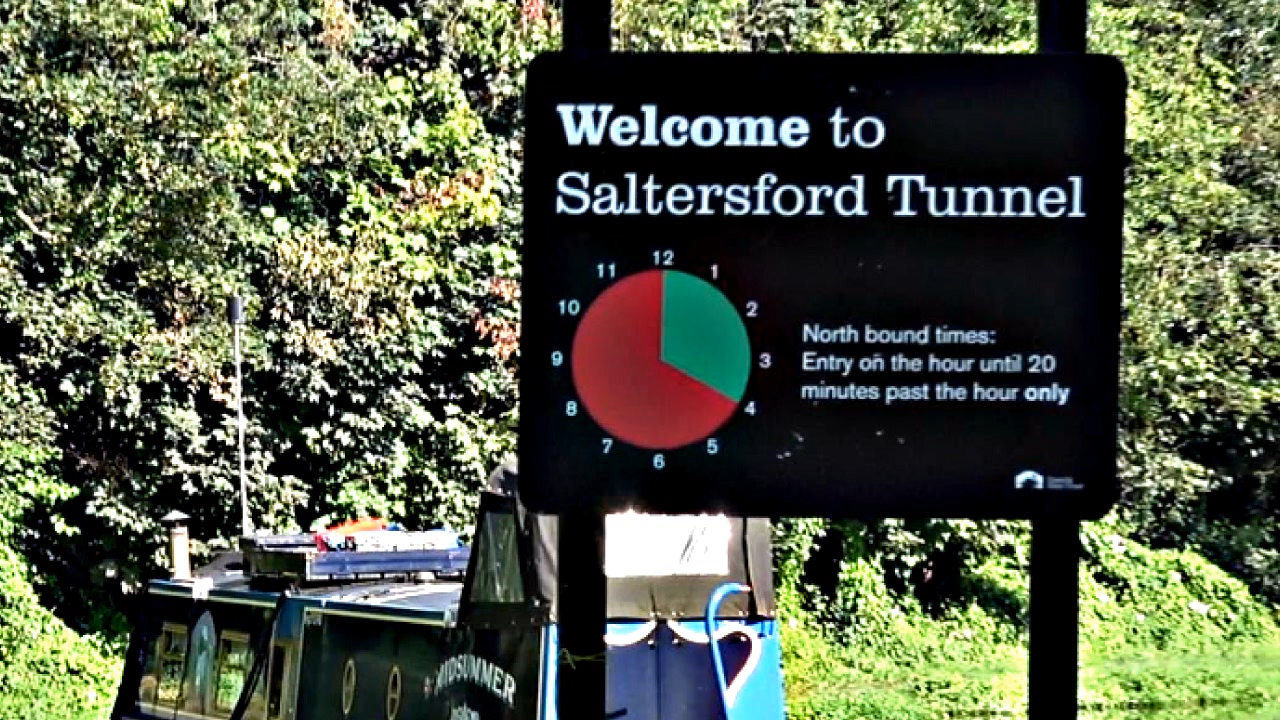 Welcome to
Saltersford Tunnel
12
11
1
10
2
9
3
8
4
7
5
6
North bound times:
Entry on the hour until 20
minutes past the hour only
MIDSUMMER